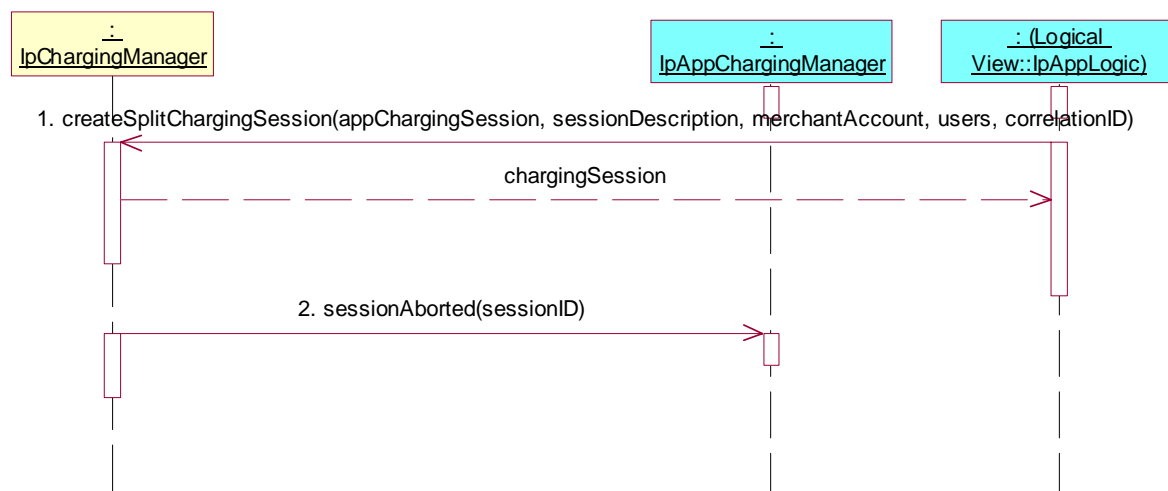 :
IpChargingManager
:
IpAppChargingManager
: (Logical
View::IpAppLogic)
1. createSplitChargingSession(appChargingSession, sessionDescription, merchantAccount, users, correlationID)
chargingSession
2. sessionAborted(sessionID)